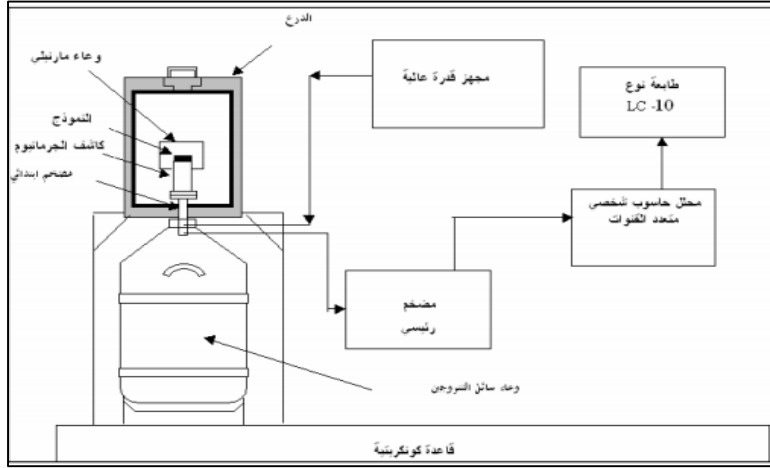 الدرع
وعاء مارنيلي
النموذج
كاشف الجرمانيوم
مضخم ابتدائي
مجهز قدرة عالية
طابعة نوع
LC -10
محلل حاسوب شخصي
متعدد القنوات
مضخم
رئيسي
وعاء سائل النتروجين
قاعدة كونكريتية